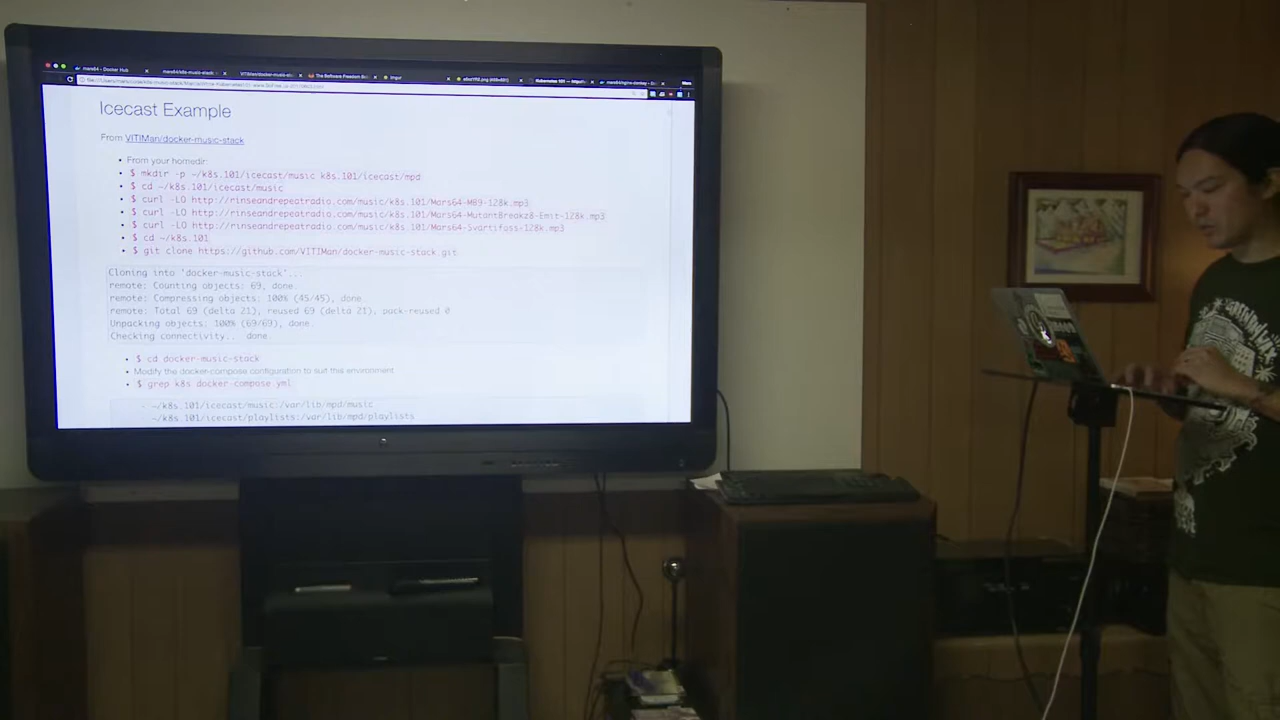 mars64 - Docker Hub
The Software Freedom
Imgur
Icecast Example
From VITIMan/docker-music-stack
• From your homedir:
• $ mkdir -p ~/k8s.101/icecast/music k8s.101/icecast/mpd
• $ cd ~/k8s.101/icecast/music
• $ curl -LO http://rinseandrepeatradio.com/music/k8s.101/Mars64-M89-128k.mp3
• $ curl -LO http://rinseandrepeatradio.com/music/k8s.101/Mars64-MutantBreakz8-Emit-128k.mp3
• $ curl -LO http://rinseandrepeatradio.com/music/k8s.101/Mars64-Svartifoss-128k.mp3
• $ cd ~/k8s.101
• $ git clone https://github.com/VITIMan/docker-music-stack.git
Cloning into 'docker-music-stack'...
remote: Counting objects: 69, done.
remote: Compressing objects: 100% (45/45), done.
remote: Total 69 (delta 21), reused 69 (delta 21), pack-reused 0
Unpacking objects: 100% (69/69), done.
Checking connectivity... done.
• $ cd docker-music-stack
• Modify the docker-compose configuration to suit this environment
• $ grep k8s docker-compose.yml
- ~/k8s.101/icecast/music:/var/lib/mpd/music
~/k8s.101/icecast/playlists:/var/lib/mpd/playlists